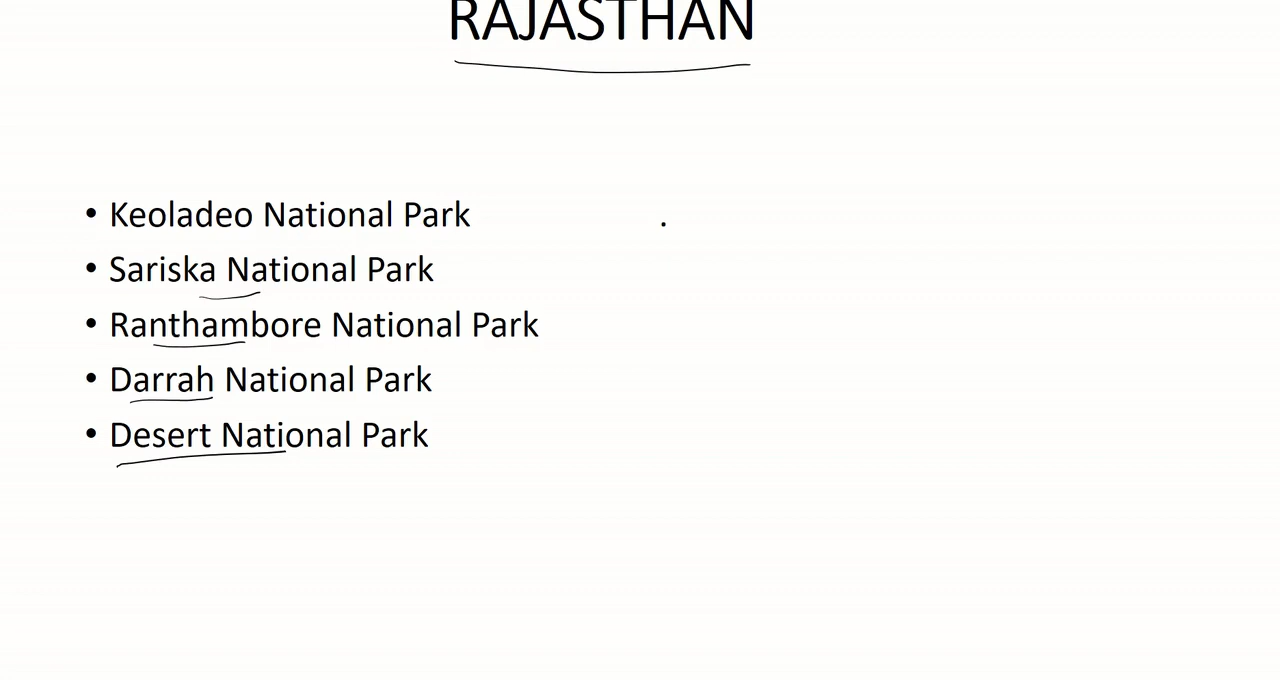 RAJASTHAN
• Keoladeo National Park
• Sariska National Park
• Ranthambore National Park
• Darrah National Park
• Desert National Park